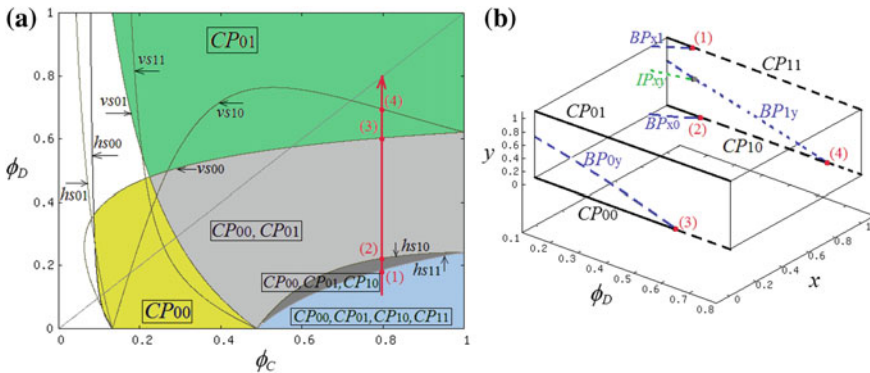 (a)
1
0.8
0.6
0.4
0.2
0
ϕD
0
0.2
0.4
0.6
0.8
1
ϕC
CP01
vs11
vs01
vs10
hs00
hs01
vs00
(4)
(3)
CP00, CP01
(2)
hs10
hs11
(1)
CP00, CP01, CP10
CP00
CP00, CP01, CP10, CP11
(b)
BPx1
(1)
CP11
IPxy
BP1y
CP01
BPx0
(2)
CP10
(4)
y
1
0.8
0.6
0.4
0.2
0
BP0y
CP00
(3)
0.1
0.2
0.3
0.4
0.5
0.6
0.7
0.8
ϕD
0
0.2
0.4
0.6
0.8
1
x